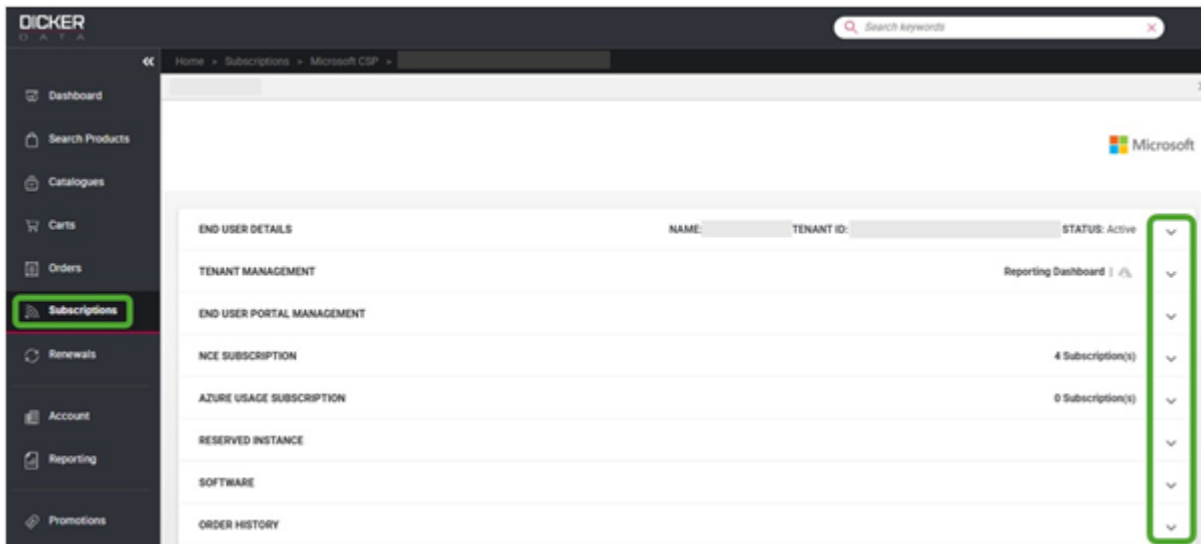 DICKER
DATA
Search keywords
Home > Subscriptions > Microsoft CSP >
Dashboard
Search Products
Catalogues
Carts
Orders
Subscriptions
Renewals
Account
Reporting
Promotions
Microsoft
END USER DETAILS NAME: TENANT ID: STATUS: Active
TENANT MANAGEMENT Reporting Dashboard |
END USER PORTAL MANAGEMENT
NCE SUBSCRIPTION 4 Subscription(s)
AZURE USAGE SUBSCRIPTION 0 Subscription(s)
RESERVED INSTANCE
SOFTWARE
ORDER HISTORY